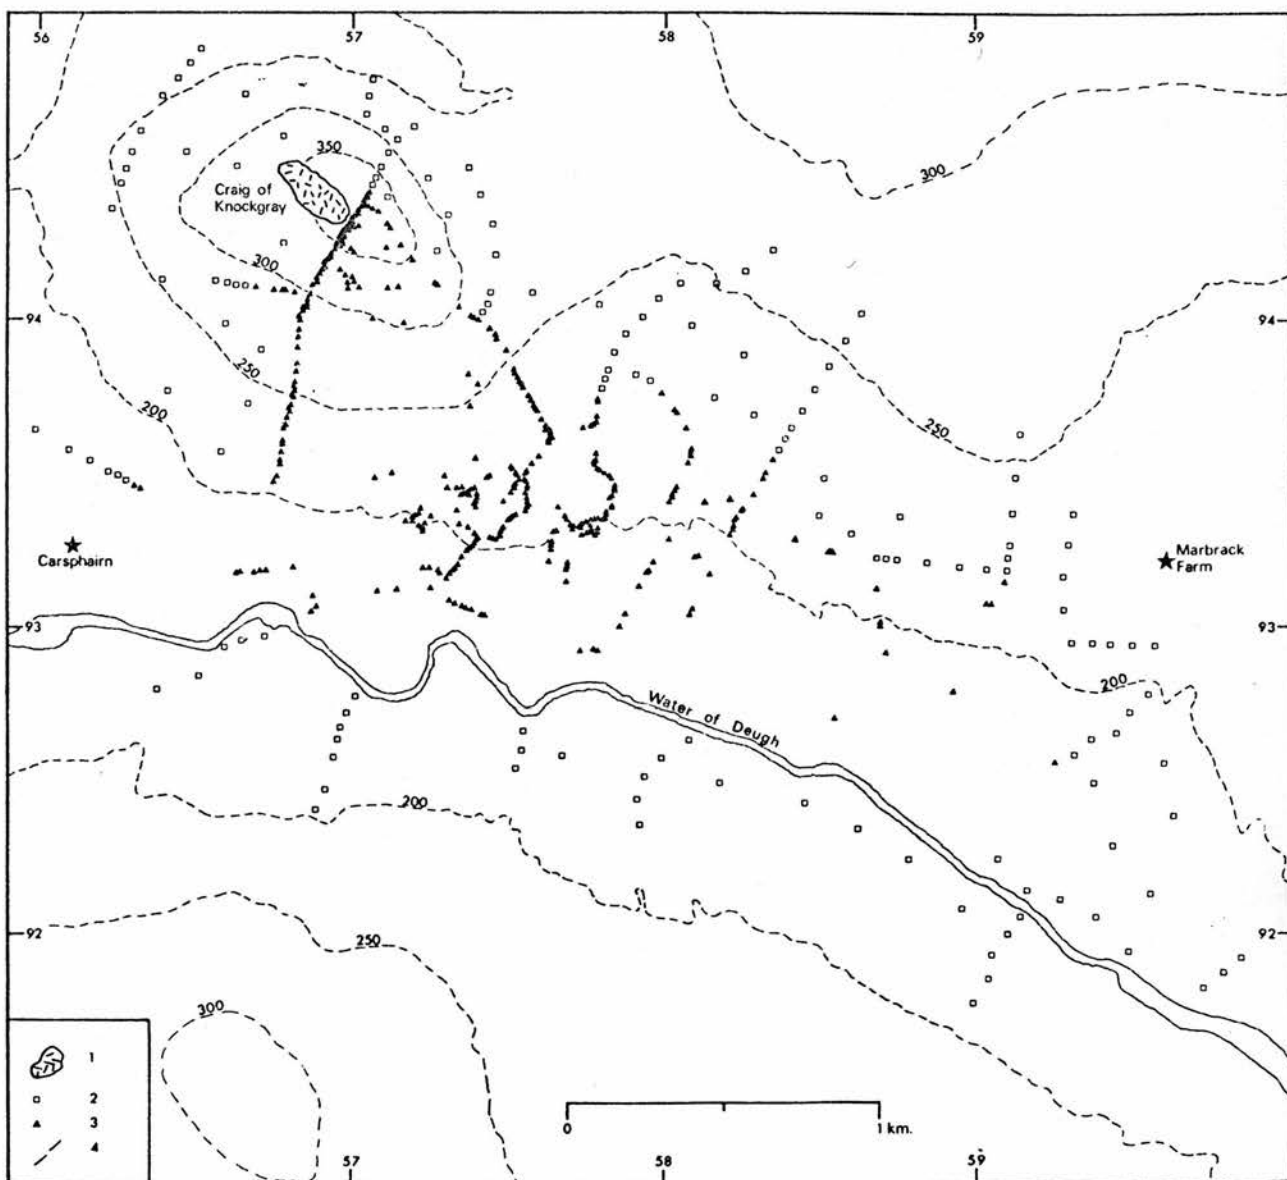 56 57 58 59
350
Craig of
Knockgray
300
300
94 94
250
200
250
Carsphairn
Marbrack
Farm
93 93
200
Water of Deugh
200
92 92
250
300
1
2
3
4
0 1 km.
57 58 59